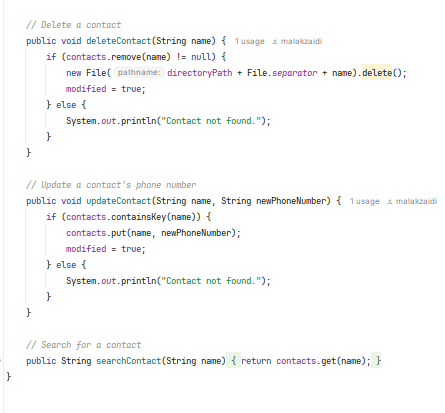 // Delete a contact
public void deleteContact(String name) { 1 usage malakzaidi
if (contacts.remove(name) != null) {
new File( pathname: directoryPath + File.separator + name).delete();
modified = true;
} else {
System.out.println("Contact not found.");
}
}
// Update a contact's phone number
public void updateContact(String name, String newPhoneNumber) { 1 usage malakzaidi
if (contacts.containsKey(name)) {
contacts.put(name, newPhoneNumber);
modified = true;
} else {
System.out.println("Contact not found.");
}
}
// Search for a contact
public String searchContact(String name) { return contacts.get(name); }
}